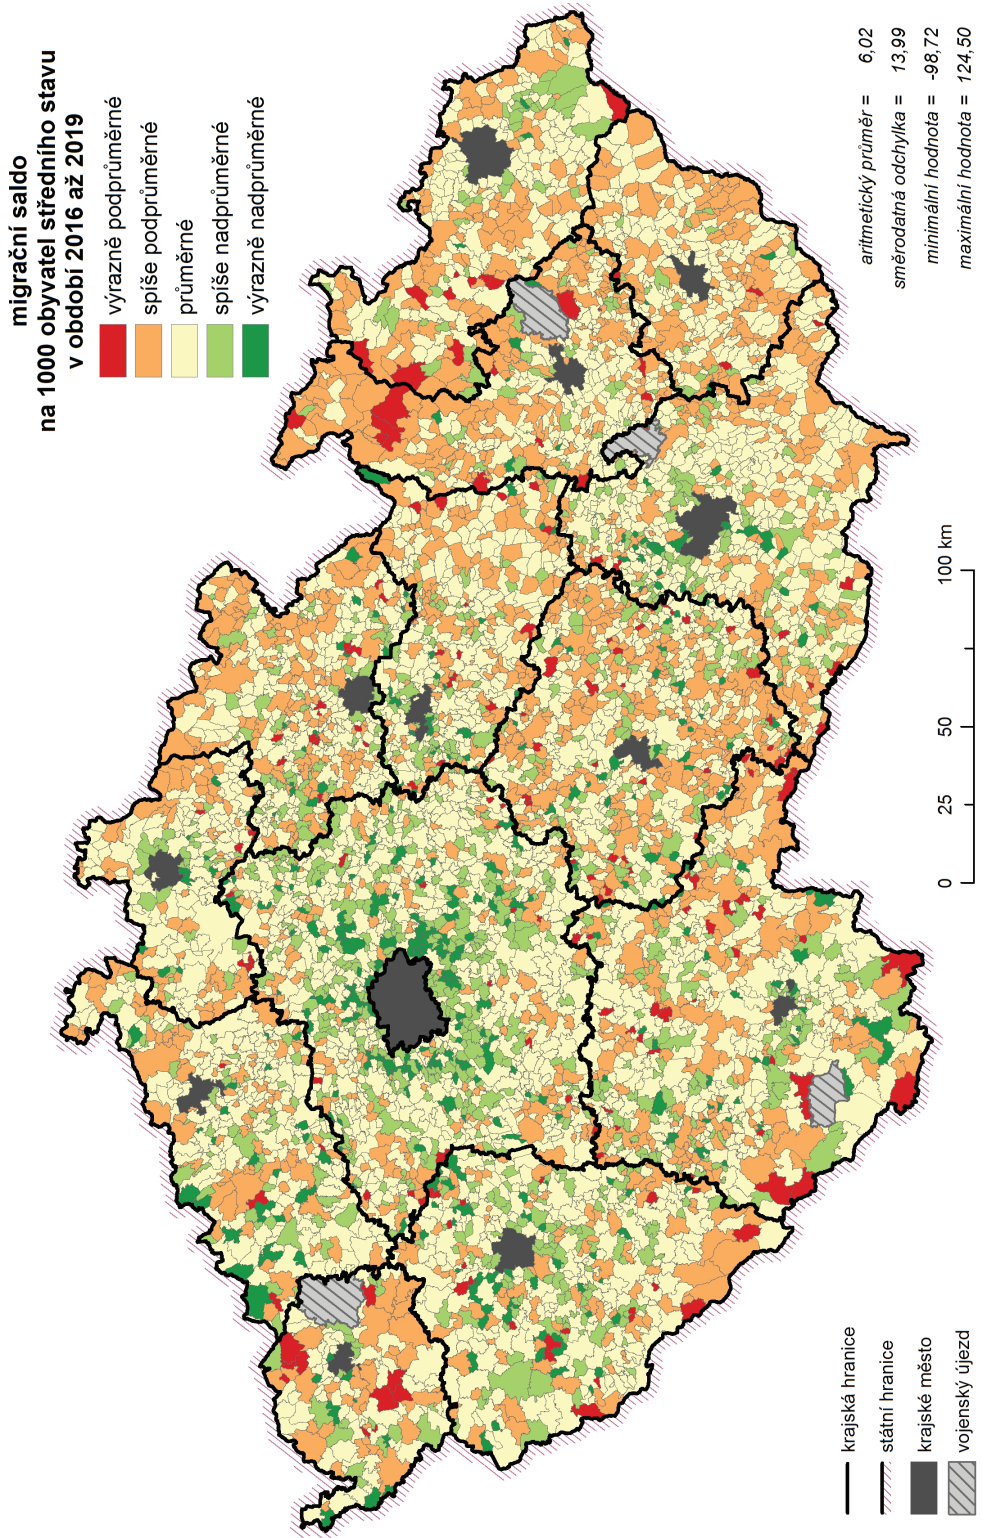 migrační saldo
na 1000 obyvatel středního stavu
v období 2016 až 2019
výrazně podprůměrné
spíše podprůměrné
průměrné
spíše nadprůměrné
výrazně nadprůměrné
krajská hranice
státní hranice
krajské město
vojenský újezd
0 25 50 100 km
aritmetický průměr = 6,02
směrodatná odchylka = 13,99
minimální hodnota = -98,72
maximální hodnota = 124,50